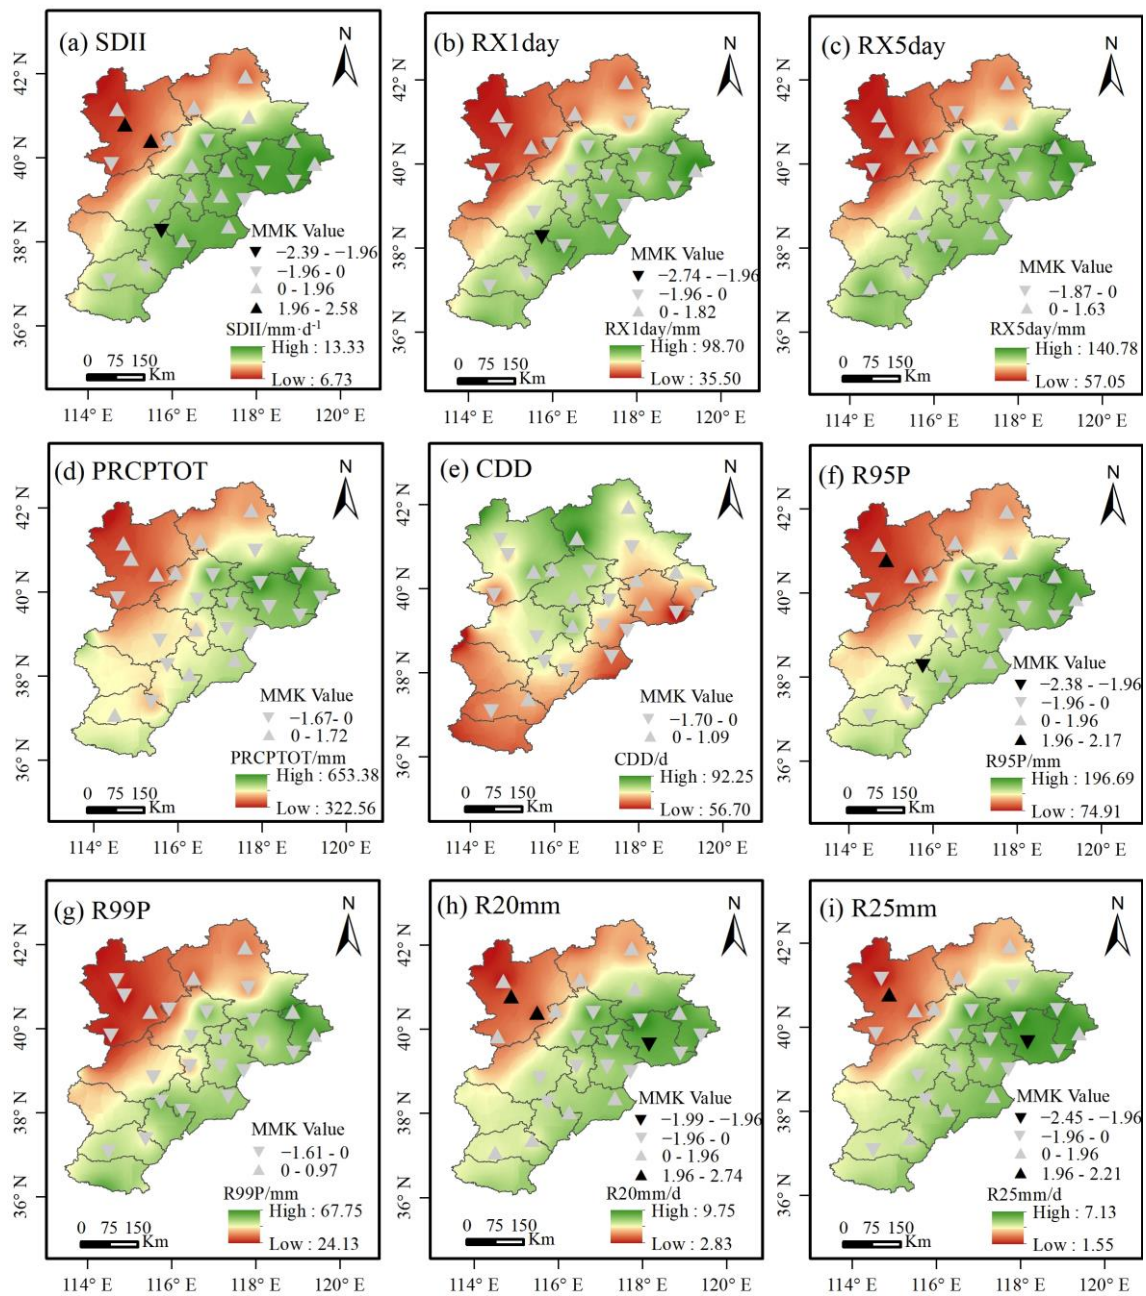 (a) SDII
N
42° N
40° N
38° N
36° N
MMK Value
−2.39 - −1.96
−1.96 - 0
0 - 1.96
1.96 - 2.58
SDII/mm·d⁻¹
High : 13.33
Low : 6.73
0 75 150
Km
114° E 116° E 118° E 120° E
(b) RX1day
N
42° N
40° N
38° N
36° N
MMK Value
−2.74 - −1.96
−1.96 - 0
0 - 1.82
RX1day/mm
High : 98.70
Low : 35.50
0 75 150
Km
114° E 116° E 118° E 120° E
(c) RX5day
N
42° N
40° N
38° N
36° N
MMK Value
−1.87 - 0
0 - 1.63
RX5day/mm
High : 140.78
Low : 57.05
0 75 150
Km
114° E 116° E 118° E 120° E
(d) PRCPTOT
N
42° N
40° N
38° N
36° N
MMK Value
−1.67- 0
0 - 1.72
PRCPTOT/mm
High : 653.38
Low : 322.56
0 75 150
Km
114° E 116° E 118° E 120° E
(e) CDD
N
42° N
40° N
38° N
36° N
MMK Value
−1.70 - 0
0 - 1.09
CDD/d
High : 92.25
Low : 56.70
0 75 150
Km
114° E 116° E 118° E 120° E
(f) R95P
N
42° N
40° N
38° N
36° N
MMK Value
−2.38 - −1.96
−1.96 - 0
0 - 1.96
1.96 - 2.17
R95P/mm
High : 196.69
Low : 74.91
0 75 150
Km
114° E 116° E 118° E 120° E
(g) R99P
N
42° N
40° N
38° N
36° N
MMK Value
−1.61 - 0
0 - 0.97
R99P/mm
High : 67.75
Low : 24.13
0 75 150
Km
114° E 116° E 118° E 120° E
(h) R20mm
N
42° N
40° N
38° N
36° N
MMK Value
−1.99 - −1.96
−1.96 - 0
0 - 1.96
1.96 - 2.74
R20mm/d
High : 9.75
Low : 2.83
0 75 150
Km
114° E 116° E 118° E 120° E
(i) R25mm
N
42° N
40° N
38° N
36° N
MMK Value
−2.45 - −1.96
−1.96 - 0
0 - 1.96
1.96 - 2.21
R25mm/d
High : 7.13
Low : 1.55
0 75 150
Km
114° E 116° E 118° E 120° E